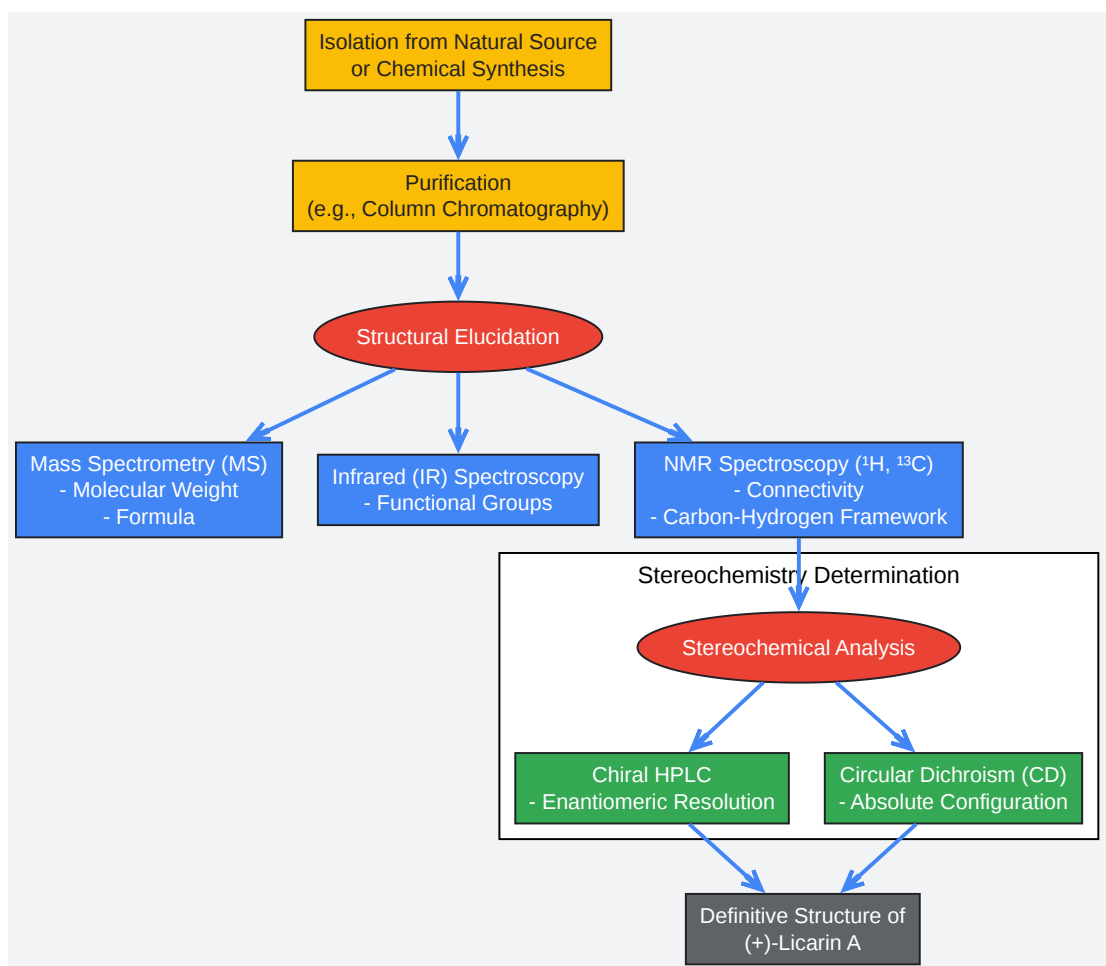 Isolation from Natural Source
or Chemical Synthesis
Purification
(e.g., Column Chromatography)
Structural Elucidation
Mass Spectrometry (MS)
- Molecular Weight
- Formula
Infrared (IR) Spectroscopy
- Functional Groups
NMR Spectroscopy (¹H, ¹³C)
- Connectivity
- Carbon-Hydrogen Framework
Stereochemistry Determination
Stereochemical Analysis
Chiral HPLC
- Enantiomeric Resolution
Circular Dichroism (CD)
- Absolute Configuration
Definitive Structure of
(+)-Licarin A